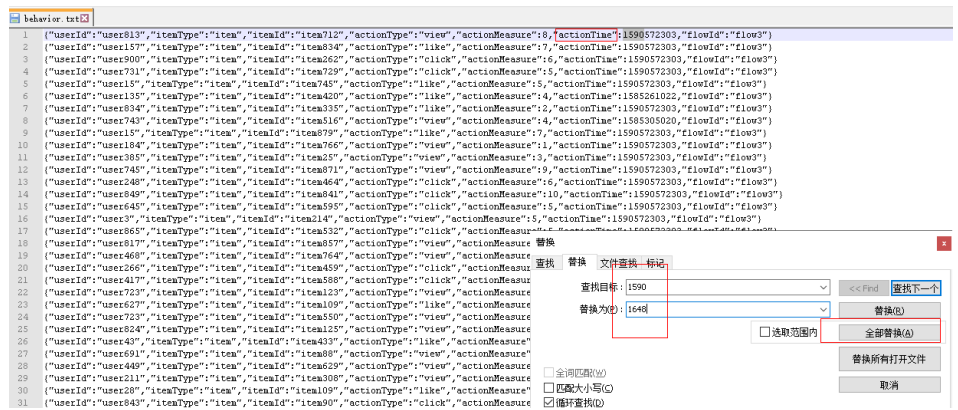 behavior.txt
1 {"userId":"user813","itemType":"item","itemId":"item712","actionType":"view","actionMeasure":8,"actionTime":1590572303,"flowId":"flow3"}
2 {"userId":"user157","itemType":"item","itemId":"item834","actionType":"like","actionMeasure":7,"actionTime":1590572303,"flowId":"flow3"}
3 {"userId":"user900","itemType":"item","itemId":"item262","actionType":"click","actionMeasure":6,"actionTime":1590572303,"flowId":"flow3"}
4 {"userId":"user731","itemType":"item","itemId":"item729","actionType":"click","actionMeasure":5,"actionTime":1590572303,"flowId":"flow3"}
5 {"userId":"user15","itemType":"item","itemId":"item745","actionType":"like","actionMeasure":5,"actionTime":1590572303,"flowId":"flow3"}
6 {"userId":"user135","itemType":"item","itemId":"item420","actionType":"like","actionMeasure":4,"actionTime":1585261022,"flowId":"flow3"}
7 {"userId":"user834","itemType":"item","itemId":"item335","actionType":"like","actionMeasure":2,"actionTime":1590572303,"flowId":"flow3"}
8 {"userId":"user743","itemType":"item","itemId":"item516","actionType":"view","actionMeasure":4,"actionTime":1585305020,"flowId":"flow3"}
9 {"userId":"user15","itemType":"item","itemId":"item879","actionType":"like","actionMeasure":7,"actionTime":1590572303,"flowId":"flow3"}
10 {"userId":"user184","itemType":"item","itemId":"item766","actionType":"view","actionMeasure":1,"actionTime":1590572303,"flowId":"flow3"}
11 {"userId":"user385","itemType":"item","itemId":"item25","actionType":"view","actionMeasure":3,"actionTime":1590572303,"flowId":"flow3"}
12 {"userId":"user745","itemType":"item","itemId":"item871","actionType":"view","actionMeasure":9,"actionTime":1590572303,"flowId":"flow3"}
13 {"userId":"user248","itemType":"item","itemId":"item464","actionType":"click","actionMeasure":6,"actionTime":1590572303,"flowId":"flow3"}
14 {"userId":"user849","itemType":"item","itemId":"item841","actionType":"click","actionMeasure":10,"actionTime":1590572303,"flowId":"flow3"}
15 {"userId":"user645","itemType":"item","itemId":"item595","actionType":"click","actionMeasure":5,"actionTime":1590572303,"flowId":"flow3"}
16 {"userId":"user3","itemType":"item","itemId":"item214","actionType":"view","actionMeasure":5,"actionTime":1590572303,"flowId":"flow3"}
17 {"userId":"user865","itemType":"item","itemId":"item532","actionType":"click","actionMeasure
18 {"userId":"user817","itemType":"item","itemId":"item857","actionType":"view","actionMeasure
19 {"userId":"user468","itemType":"item","itemId":"item764","actionType":"view","actionMeasure
20 {"userId":"user266","itemType":"item","itemId":"item459","actionType":"click","actionMeasure
21 {"userId":"user417","itemType":"item","itemId":"item588","actionType":"click","actionMeasure
22 {"userId":"user723","itemType":"item","itemId":"item123","actionType":"view","actionMeasure
23 {"userId":"user627","itemType":"item","itemId":"item109","actionType":"like","actionMeasure
24 {"userId":"user723","itemType":"item","itemId":"item550","actionType":"view","actionMeasure
25 {"userId":"user824","itemType":"item","itemId":"item125","actionType":"view","actionMeasure
26 {"userId":"user43","itemType":"item","itemId":"item433","actionType":"like","actionMeasure"
27 {"userId":"user691","itemType":"item","itemId":"item88","actionType":"view","actionMeasure"
28 {"userId":"user449","itemType":"item","itemId":"item629","actionType":"view","actionMeasure
29 {"userId":"user211","itemType":"item","itemId":"item308","actionType":"view","actionMeasure
30 {"userId":"user28","itemType":"item","itemId":"item109","actionType":"like","actionMeasure"
31 {"userId":"user843","itemType":"item","itemId":"item90","actionType":"click","actionMeasure
替换
查找 替换 文件查找 标记
查找目标： 1590 << Find 查找下一个
替换为(P)： 1648 替换(R)
选取范围内 全部替换(A)
替换所有打开文件
全词匹配(W)
匹配大小写(C) 取消
循环查找(D)